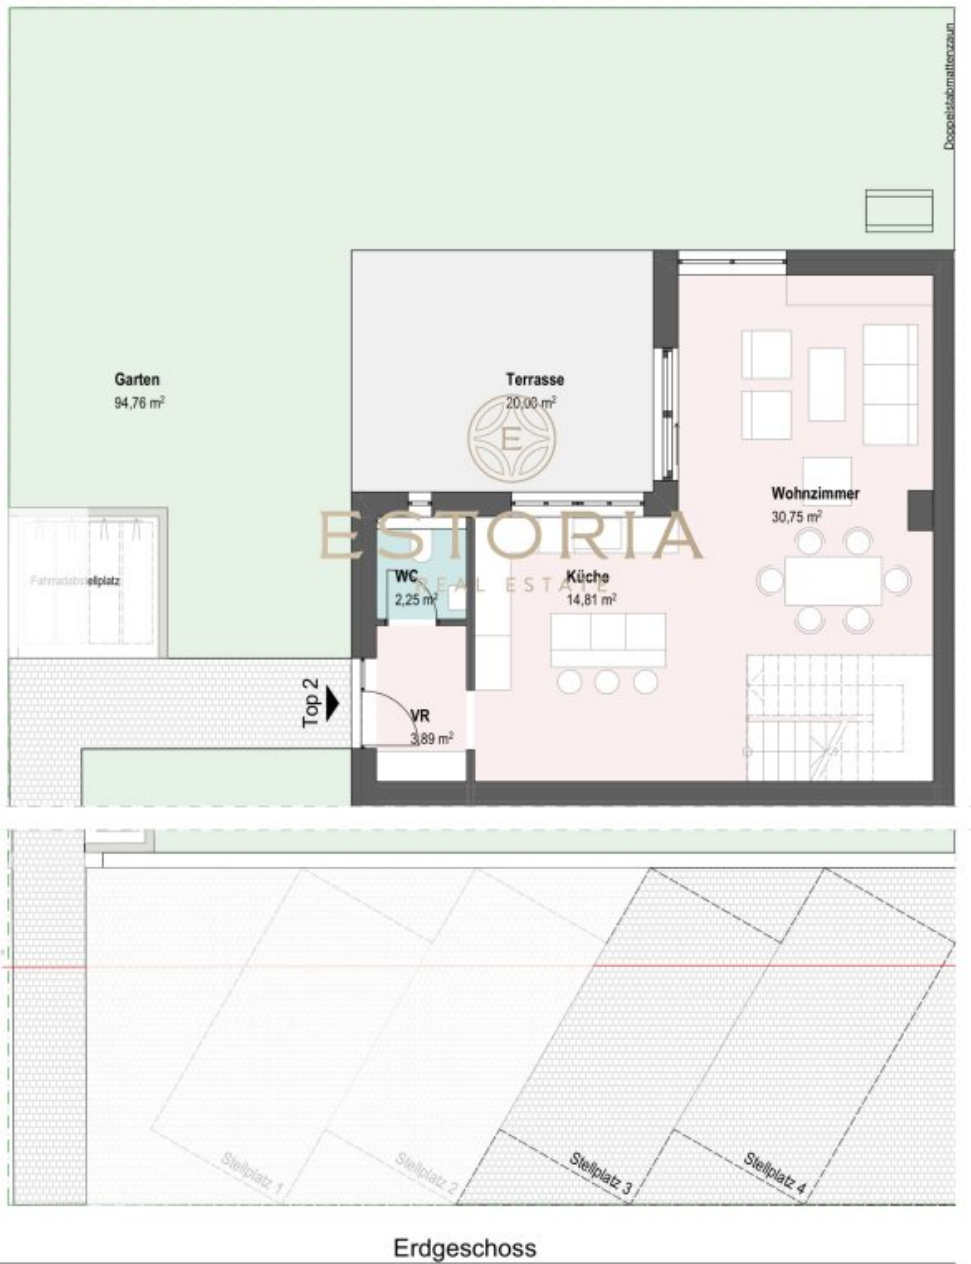 Doppelstabmattenzaun
Garten
94,76 m²
Terrasse
20,00 m²
E
Wohnzimmer
30,75 m²
ESTORIA
REAL ESTATE
Fahrradabstellplatz
WC
2,25 m²
Küche
14,81 m²
Top 2
VR
3,89 m²
Stellplatz 1
Stellplatz 2
Stellplatz 3
Stellplatz 4
Erdgeschoss